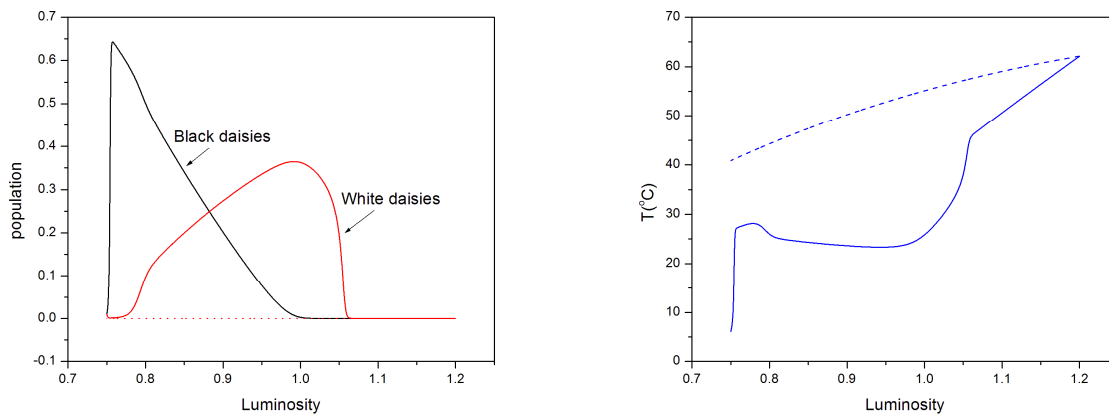 0.7
0.6
0.5
0.4
0.3
0.2
0.1
0.0
-0.1
population
Black daisies
White daisies
0.7 0.8 0.9 1.0 1.1 1.2
Luminosity
70
60
50
40
30
20
10
0
T(°C)
0.7 0.8 0.9 1.0 1.1 1.2
Luminosity